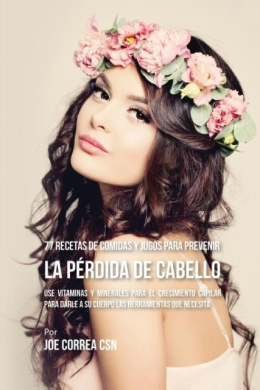 77 RECETAS DE COMIDAS Y JUGOS PARA PREVENIR
LA PÉRDIDA DE CABELLO
USE VITAMINAS Y MINERALES PARA EL CRECIMIENTO CAPILAR
PARA DARLE A SU CUERPO LAS HERRAMIENTAS QUE NECESITA
Por
JOE CORREA CSN